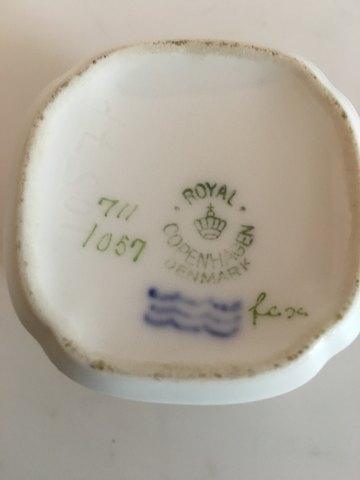 ROYAL
COPENHAGEN
DENMARK
711
1057